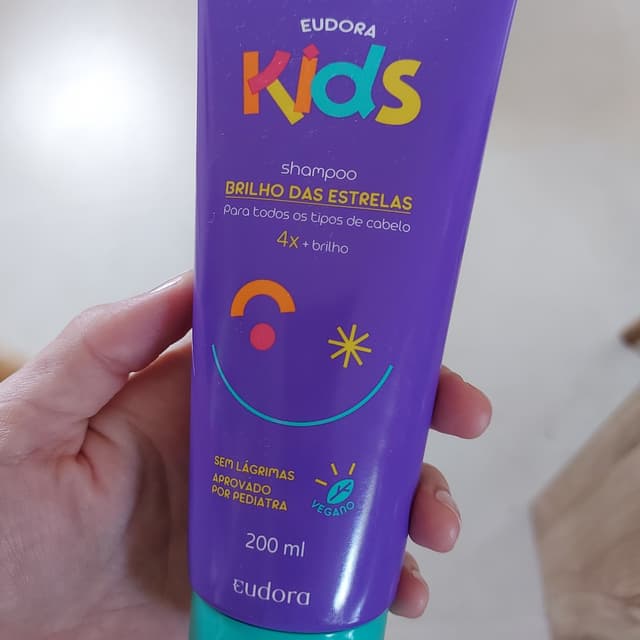 EUDORA
Kids
shampoo
BRILHO DAS ESTRELAS
para todos os tipos de cabelo
4x + brilho
SEM LÁGRIMAS
APROVADO
POR PEDIATRA
VEGANO
200 ml
eudora